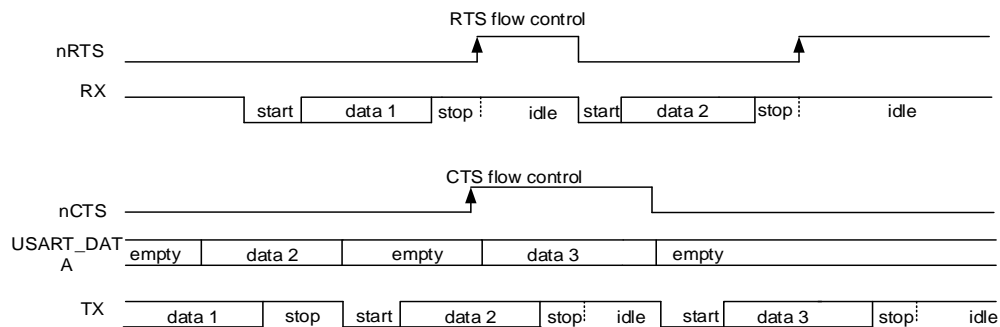 RTS flow control
nRTS
RX
start data 1 stop idle start data 2 stop idle
CTS flow control
nCTS
USART_DAT
A
empty data 2 empty data 3 empty
TX
data 1 stop start data 2 stop idle start data 3 stop idle